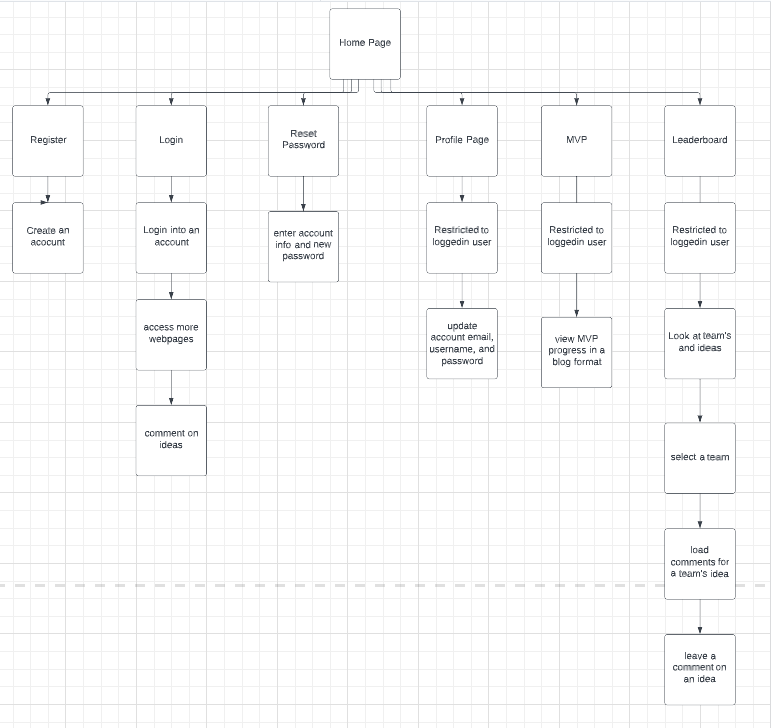 Home Page
Register
Login
Reset
Password
Profile Page
MVP
Leaderboard
Create an
acount
Login into an
account
enter account
info and new
password
Restricted to
loggedin user
Restricted to
loggedin user
Restricted to
loggedin user
access more
webpages
update
account email,
username, and
password
view MVP
progress in a
blog format
Look at team's
and ideas
comment on
ideas
select a team
load
comments for
a team's idea
leave a
comment on
an idea